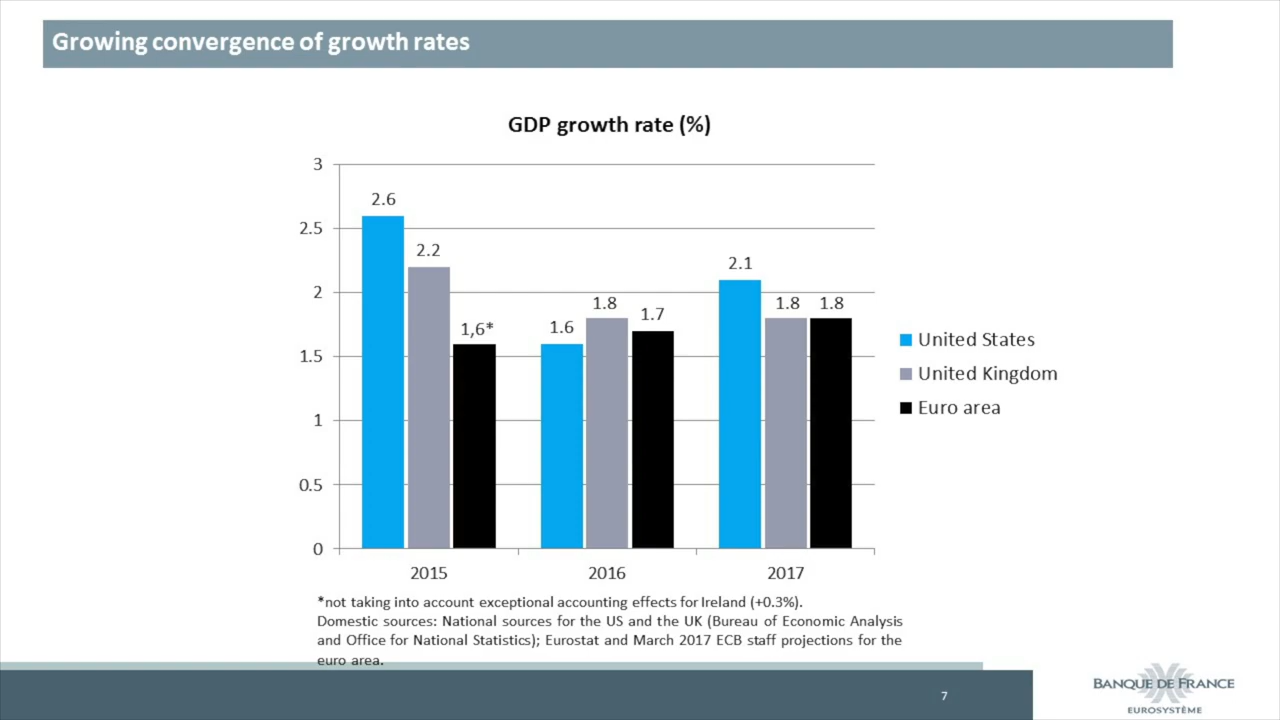 Growing convergence of growth rates
GDP growth rate (%)
3
2.5
2
1.5
1
0.5
0
2.6
2.2
1,6*
1.6
1.8
1.7
2.1
1.8
1.8
2015
2016
2017
United States
United Kingdom
Euro area
*not taking into account exceptional accounting effects for Ireland (+0.3%).
Domestic sources: National sources for the US and the UK (Bureau of Economic Analysis
and Office for National Statistics); Eurostat and March 2017 ECB staff projections for the
euro area.
7
BANQUE DE FRANCE
EUROSYSTÈME